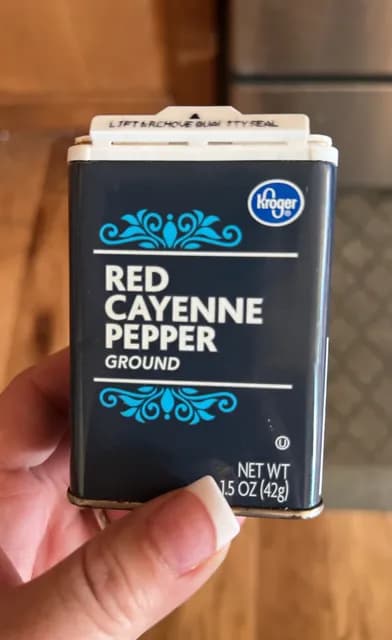 LIFT & REMOVE QUALITY SEAL
Kroger
RED
CAYENNE
PEPPER
GROUND
U
NET WT
1.5 OZ (42g)